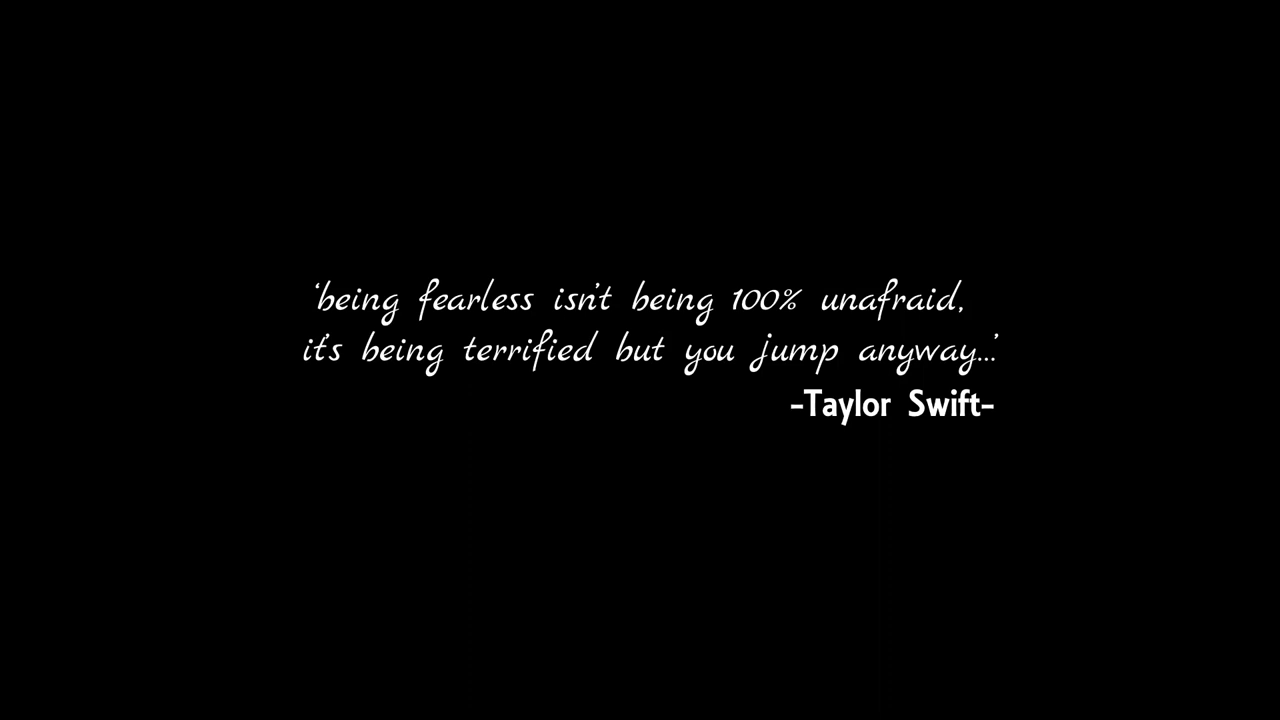 ‘being fearless isn't being 100% unafraid,
it's being terrified but you jump anyway...’
-Taylor Swift-